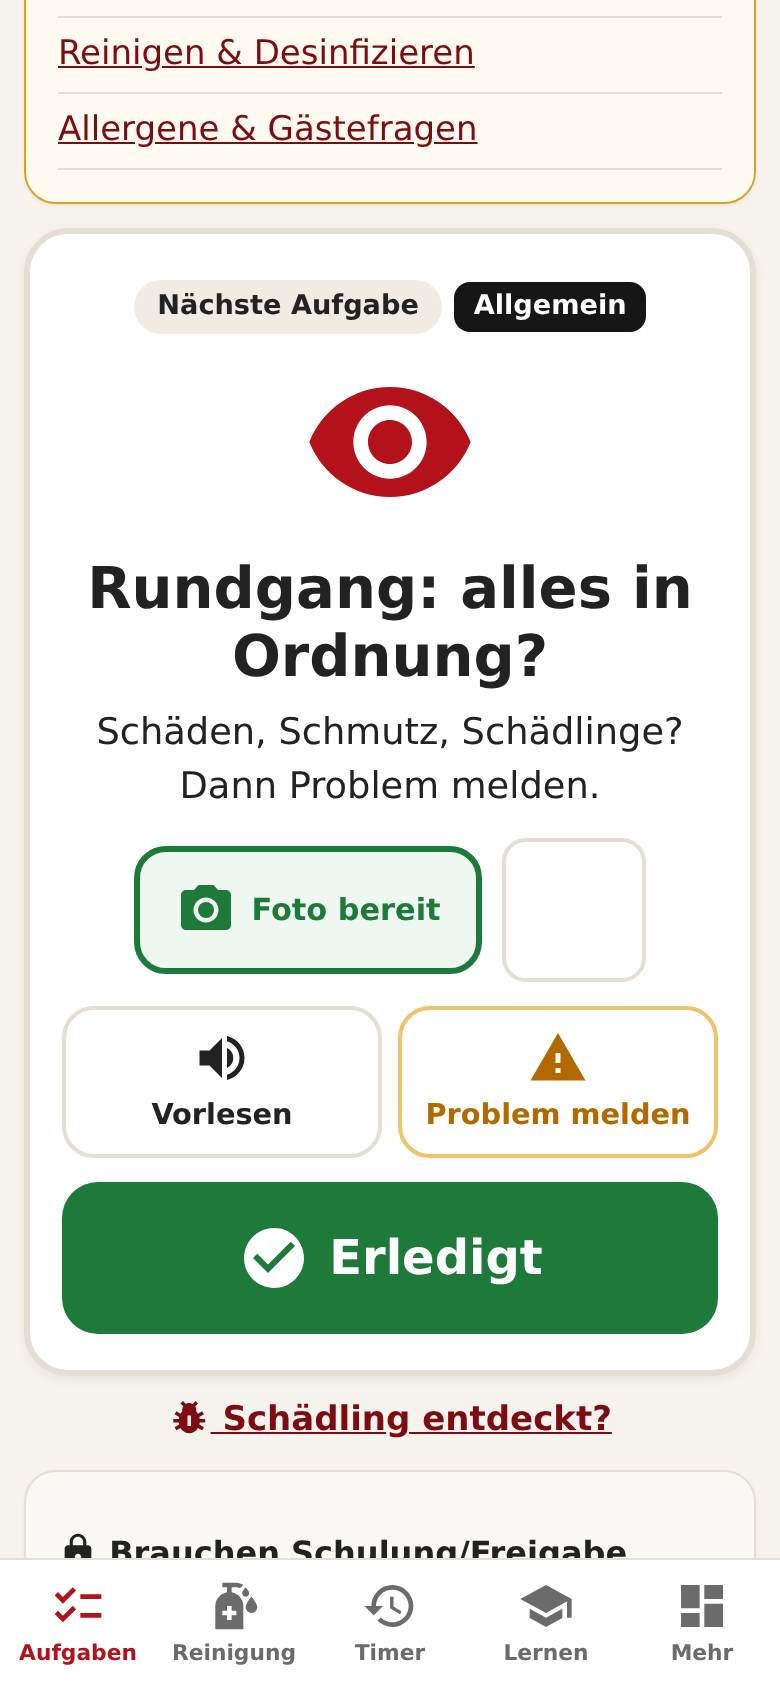 Reinigen & Desinfizieren
Allergene & Gästefragen
Nächste Aufgabe
Allgemein
Rundgang: alles in
Ordnung?
Schäden, Schmutz, Schädlinge?
Dann Problem melden.
Foto bereit
Vorlesen
Problem melden
Erledigt
Schädling entdeckt?
Brauchen Schulung/Freigabe
Aufgaben
Reinigung
Timer
Lernen
Mehr